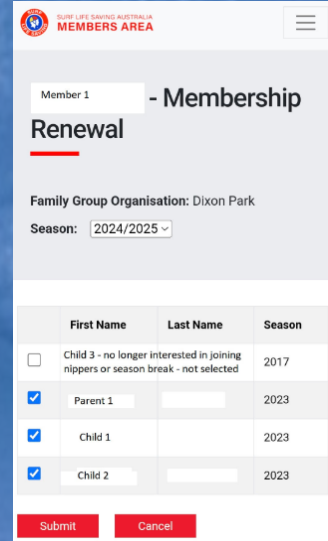 SURF LIFE SAVING AUSTRALIA
MEMBERS AREA
Member 1 - Membership
Renewal
Family Group Organisation: Dixon Park
Season: 2024/2025
First Name Last Name Season
Child 3 - no longer interested in joining
nippers or season break - not selected 2017
Parent 1 2023
Child 1 2023
Child 2 2023
Submit Cancel